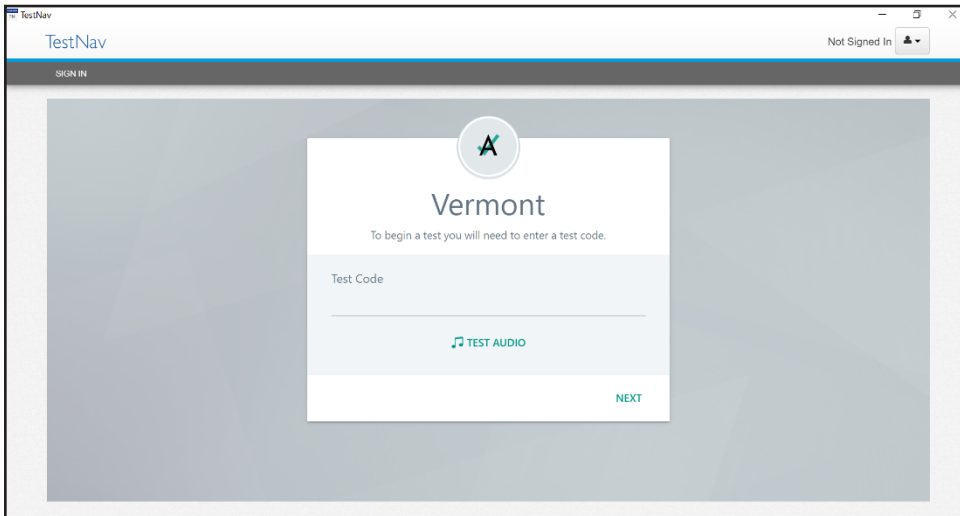 TestNav
TestNav
Not Signed In
SIGN IN
A
Vermont
To begin a test you will need to enter a test code.
Test Code
TEST AUDIO
NEXT